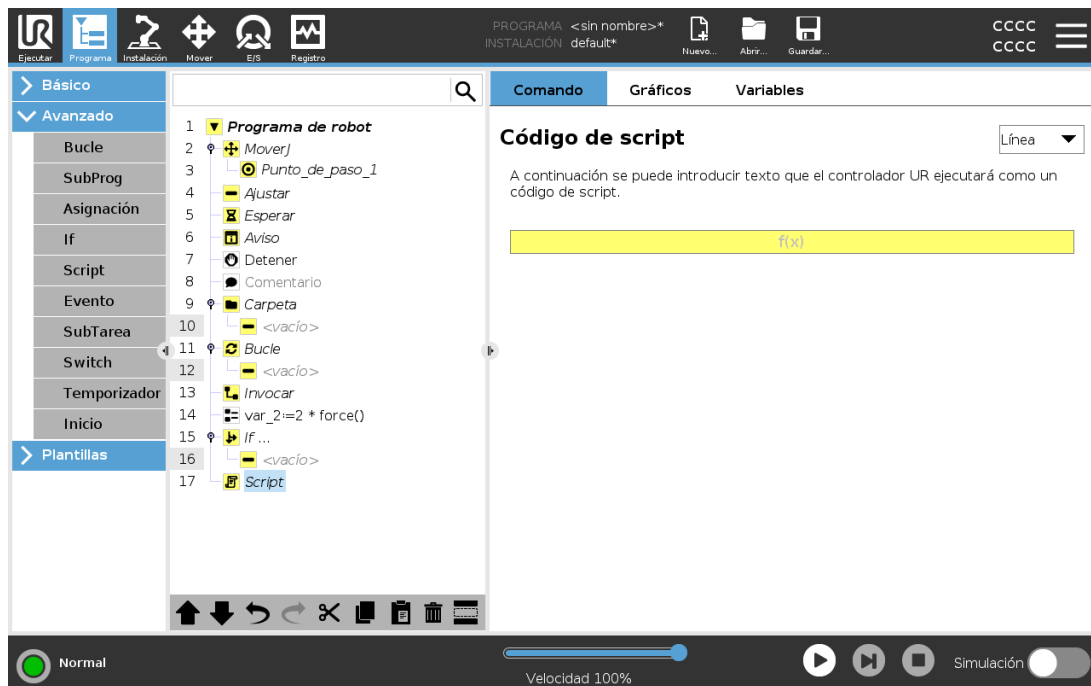 UR
Ejecutar
Programa
Instalación
Mover
E/S
Registro
PROGRAMA <sin nombre>*
INSTALACIÓN default*
Nuevo...
Abrir...
Guardar...
CCCC
CCCC
Básico
Avanzado
Bucle
SubProg
Asignación
If
Script
Evento
SubTarea
Switch
Temporizador
Inicio
Plantillas
1 Programa de robot
2 MoverJ
3 Punto_de_paso_1
4 Ajustar
5 Esperar
6 Aviso
7 Detener
8 Comentario
9 Carpeta
10 <vacío>
11 Bucle
12 <vacío>
13 Invocar
14 var_2:=2 * force()
15 If ...
16 <vacío>
17 Script
Comando Gráficos Variables
Código de script
Línea
A continuación se puede introducir texto que el controlador UR ejecutará como un
código de script.
f(x)
Normal
Velocidad 100%
Simulación